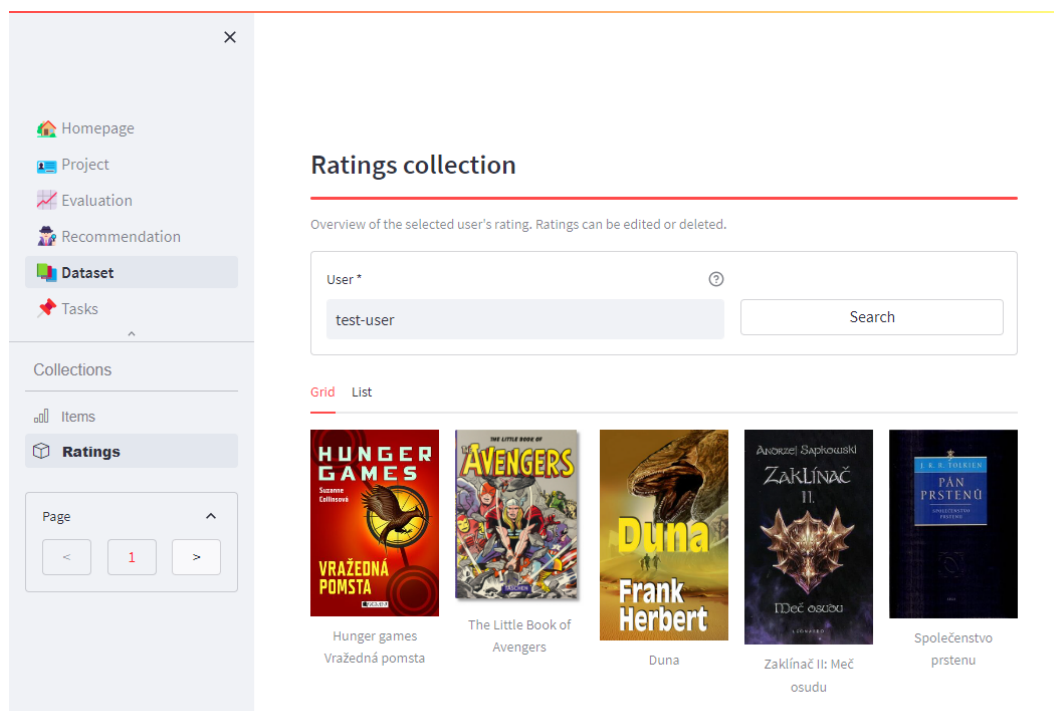 Homepage
Project
Evaluation
Recommendation
Dataset
Tasks
Collections
Items
Ratings
Page
<
1
>
Ratings collection
Overview of the selected user's rating. Ratings can be edited or deleted.
User *
test-user
Search
Grid
List
HUNGER
GAMES
Suzanne
Collinsová
VRAŽEDNÁ
POMSTA
Hunger games
Vražedná pomsta
THE LITTLE BOOK OF
AVENGERS
TASCHEN
The Little Book of
Avengers
Duna
Frank
Herbert
Duna
Andrzej Sapkowski
Zaklínač
II.
Meč osudu
LEONARDO
Zaklínač II: Meč
osudu
J. R. R. TOLKIEN
PÁN
PRSTENŮ
SPOLEČENSTVO
PRSTENU
Společenstvo
prstenu